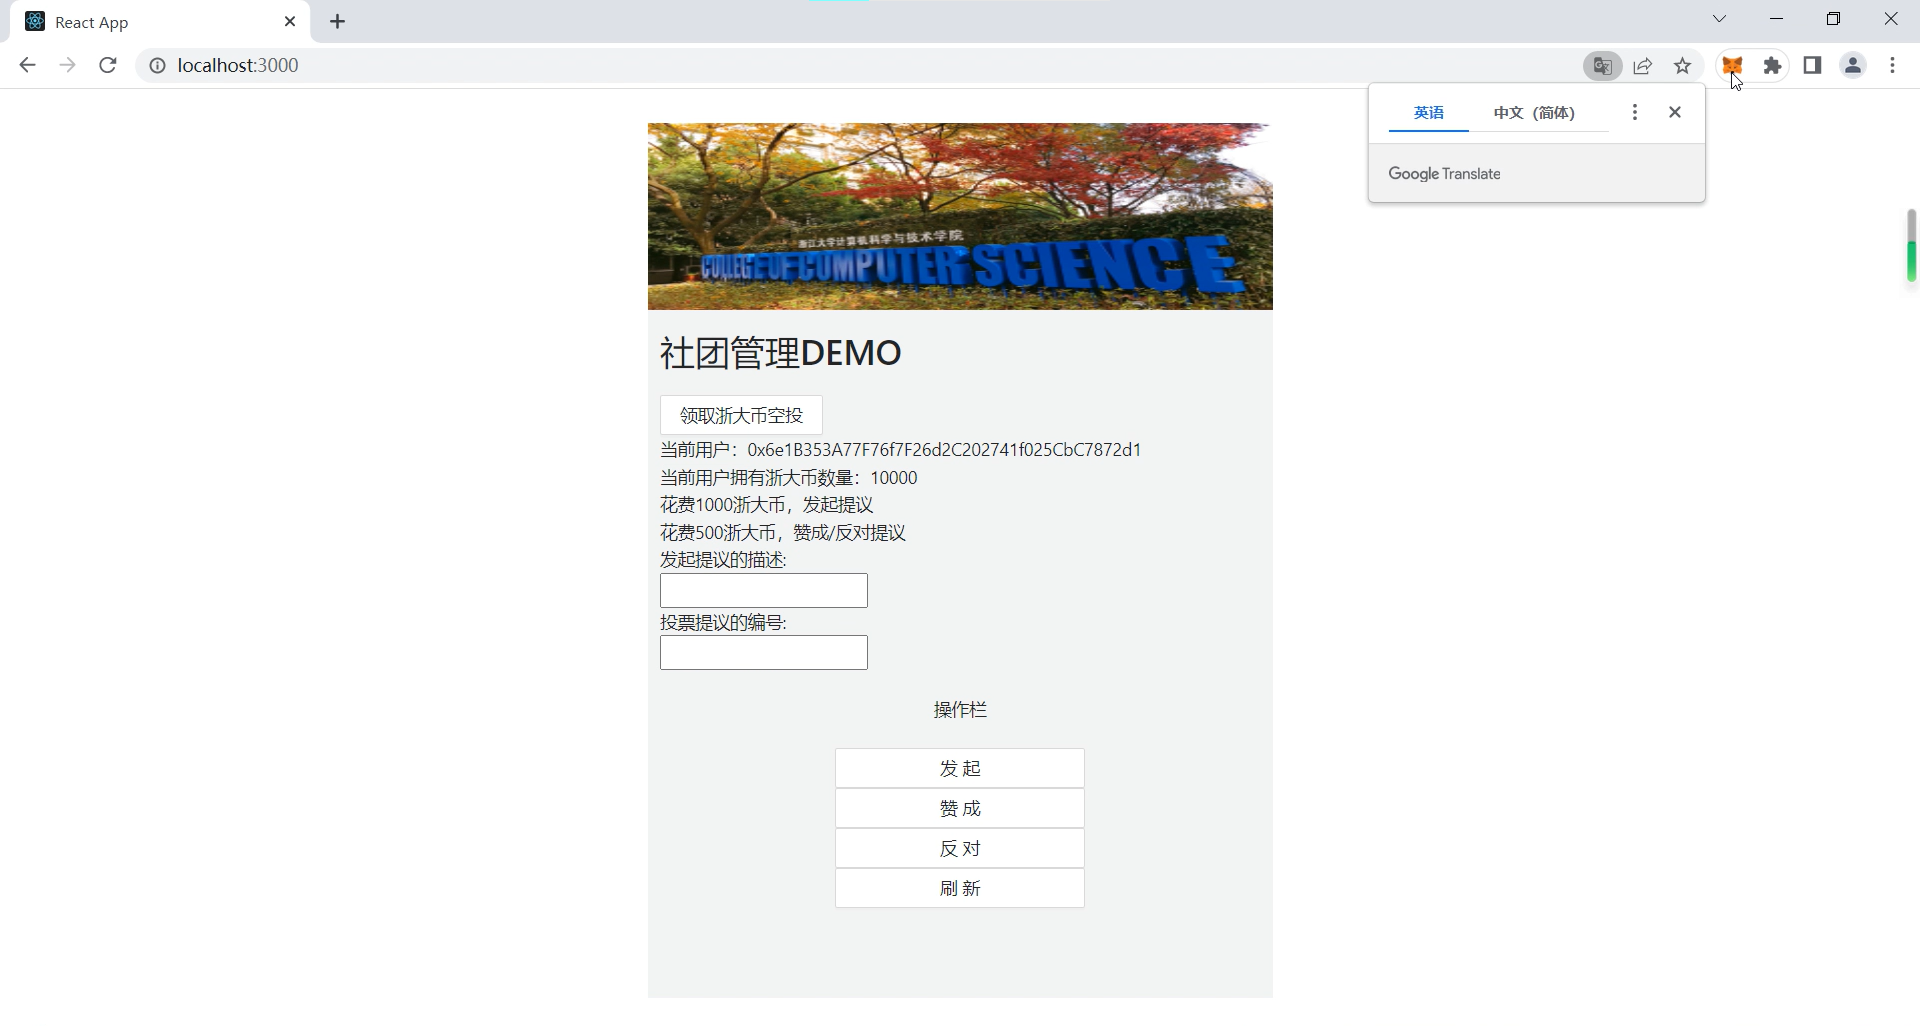 React App
localhost:3000
英语
中文（简体）
Google Translate
浙江大学计算机科学与技术学院
COLLEGE OF COMPUTER SCIENCE
社团管理DEMO
领取浙大币空投
当前用户：0x6e1B353A77F76f7F26d2C202741f025CbC7872d1
当前用户拥有浙大币数量：10000
花费1000浙大币，发起提议
花费500浙大币，赞成/反对提议
发起提议的描述:
投票提议的编号:
操作栏
发 起
赞 成
反 对
刷 新